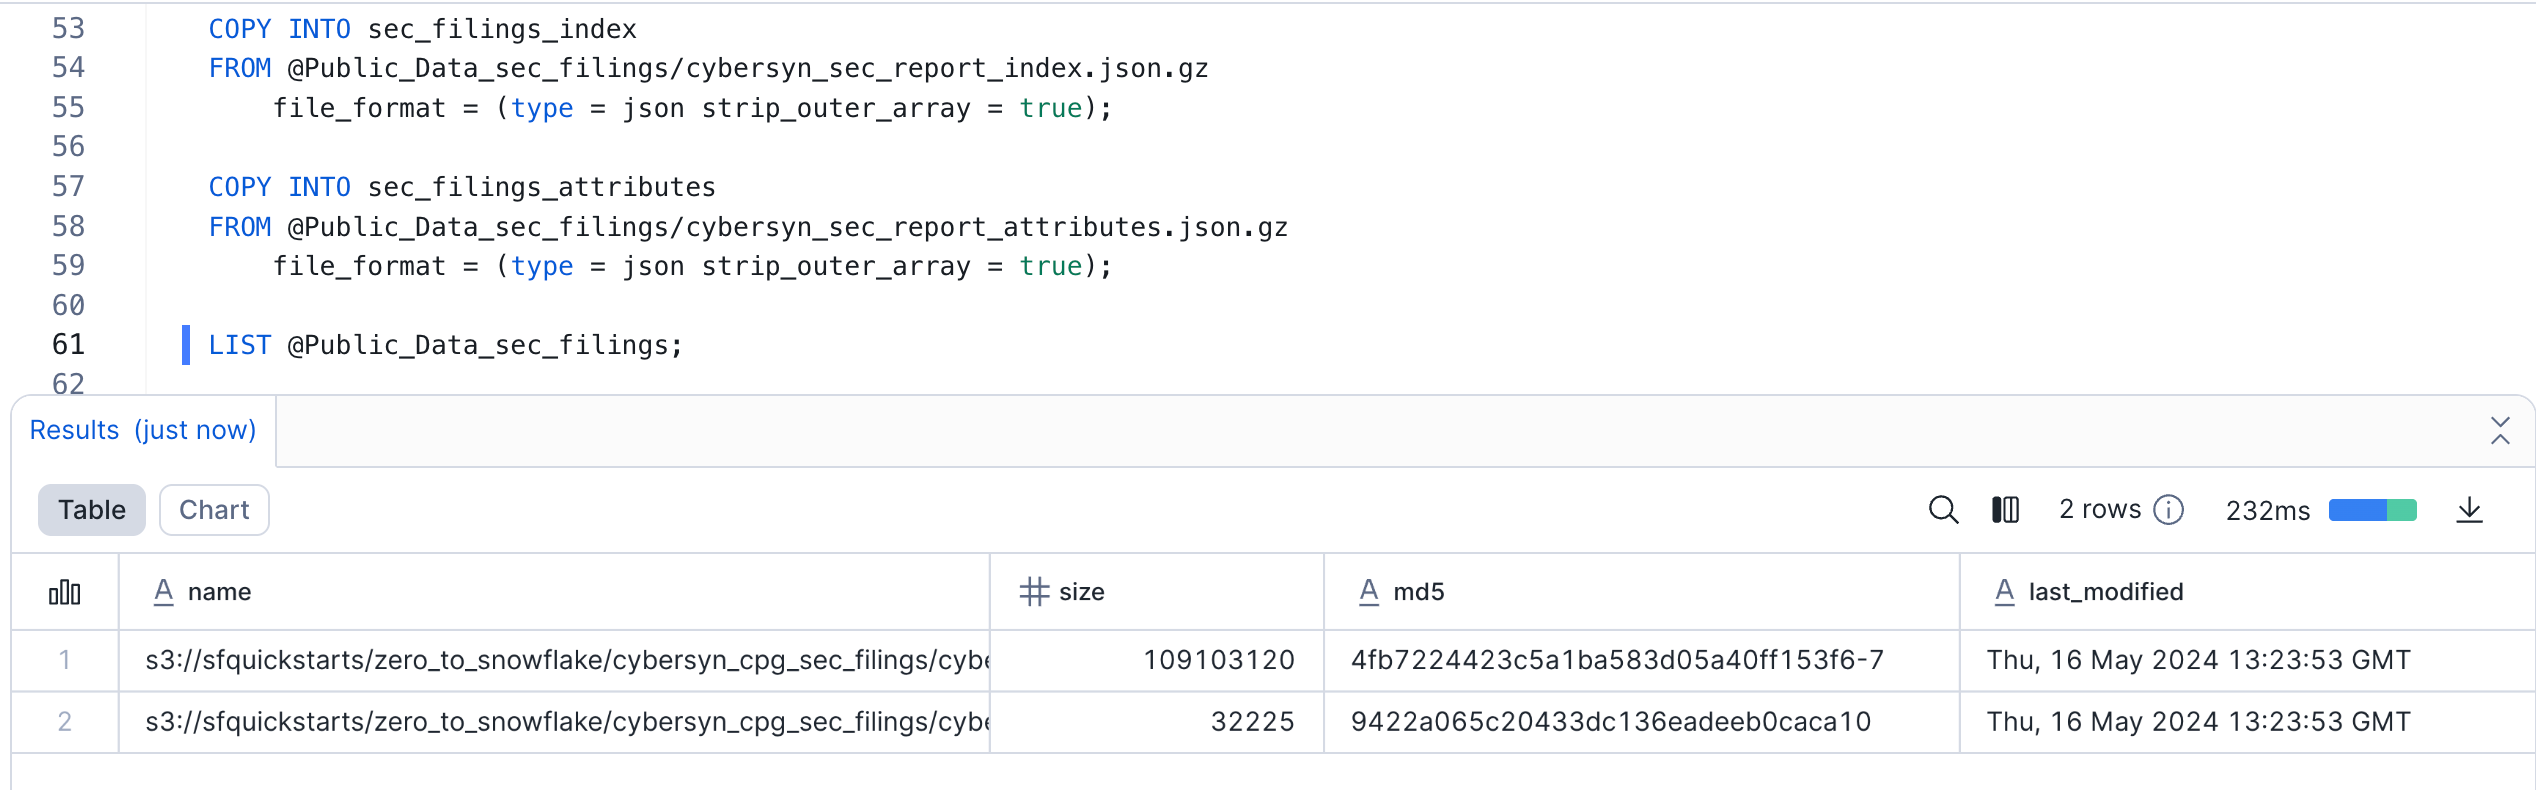 53 COPY INTO sec_filings_index
54 FROM @Public_Data_sec_filings/cybersyn_sec_report_index.json.gz
55 file_format = (type = json strip_outer_array = true);
56
57 COPY INTO sec_filings_attributes
58 FROM @Public_Data_sec_filings/cybersyn_sec_report_attributes.json.gz
59 file_format = (type = json strip_outer_array = true);
60
61 LIST @Public_Data_sec_filings;
62
Results (just now)
Table Chart 2 rows 232ms
A name # size A md5 A last_modified
1 s3://sfquickstarts/zero_to_snowflake/cybersyn_cpg_sec_filings/cybe 109103120 4fb7224423c5a1ba583d05a40ff153f6-7 Thu, 16 May 2024 13:23:53 GMT
2 s3://sfquickstarts/zero_to_snowflake/cybersyn_cpg_sec_filings/cybe 32225 9422a065c20433dc136eadeeb0caca10 Thu, 16 May 2024 13:23:53 GMT